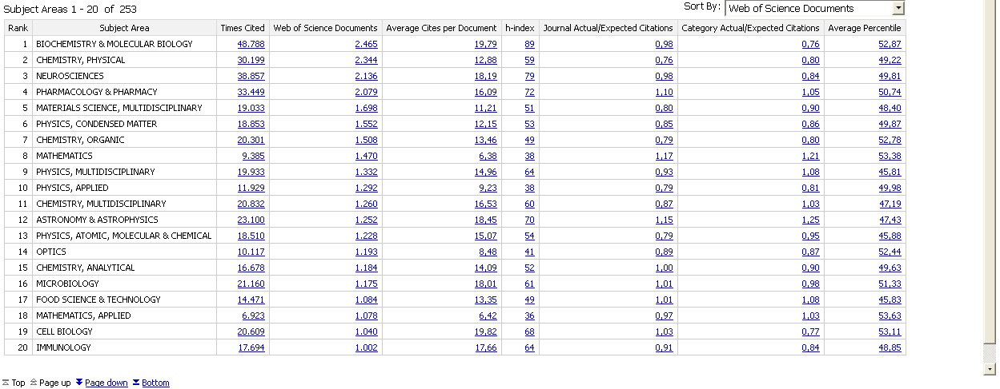 Subject Areas 1 - 20 of 253 Sort By: Web of Science Documents
Rank Subject Area Times Cited Web of Science Documents Average Cites per Document h-index Journal Actual/Expected Citations Category Actual/Expected Citations Average Percentile
1 BIOCHEMISTRY & MOLECULAR BIOLOGY 48.788 2.465 19,79 89 0,98 0,76 52,87
2 CHEMISTRY, PHYSICAL 30.199 2.344 12,88 59 0,76 0,80 49,22
3 NEUROSCIENCES 38.857 2.136 18,19 79 0,98 0,84 49,81
4 PHARMACOLOGY & PHARMACY 33.449 2.079 16,09 72 1,10 1,05 50,74
5 MATERIALS SCIENCE, MULTIDISCIPLINARY 19.033 1.698 11,21 51 0,80 0,90 48,40
6 PHYSICS, CONDENSED MATTER 18.853 1.552 12,15 53 0,85 0,86 49,87
7 CHEMISTRY, ORGANIC 20.301 1.508 13,46 49 0,79 0,80 52,78
8 MATHEMATICS 9.385 1.470 6,38 38 1,17 1,21 53,38
9 PHYSICS, MULTIDISCIPLINARY 19.933 1.332 14,96 64 0,93 1,08 45,81
10 PHYSICS, APPLIED 11.929 1.292 9,23 38 0,79 0,81 49,98
11 CHEMISTRY, MULTIDISCIPLINARY 20.832 1.260 16,53 60 0,87 1,03 47,19
12 ASTRONOMY & ASTROPHYSICS 23.100 1.252 18,45 70 1,15 1,25 47,43
13 PHYSICS, ATOMIC, MOLECULAR & CHEMICAL 18.510 1.228 15,07 54 0,79 0,95 45,88
14 OPTICS 10.117 1.193 8,48 41 0,89 0,87 52,44
15 CHEMISTRY, ANALYTICAL 16.678 1.184 14,09 52 1,00 0,90 49,63
16 MICROBIOLOGY 21.160 1.175 18,01 61 1,01 0,98 51,33
17 FOOD SCIENCE & TECHNOLOGY 14.471 1.084 13,35 49 1,01 1,08 45,83
18 MATHEMATICS, APPLIED 6.923 1.078 6,42 36 0,97 1,03 53,63
19 CELL BIOLOGY 20.609 1.040 19,82 68 1,03 0,77 53,11
20 IMMUNOLOGY 17.694 1.002 17,66 64 0,91 0,84 48,85
Top Page up Page down Bottom